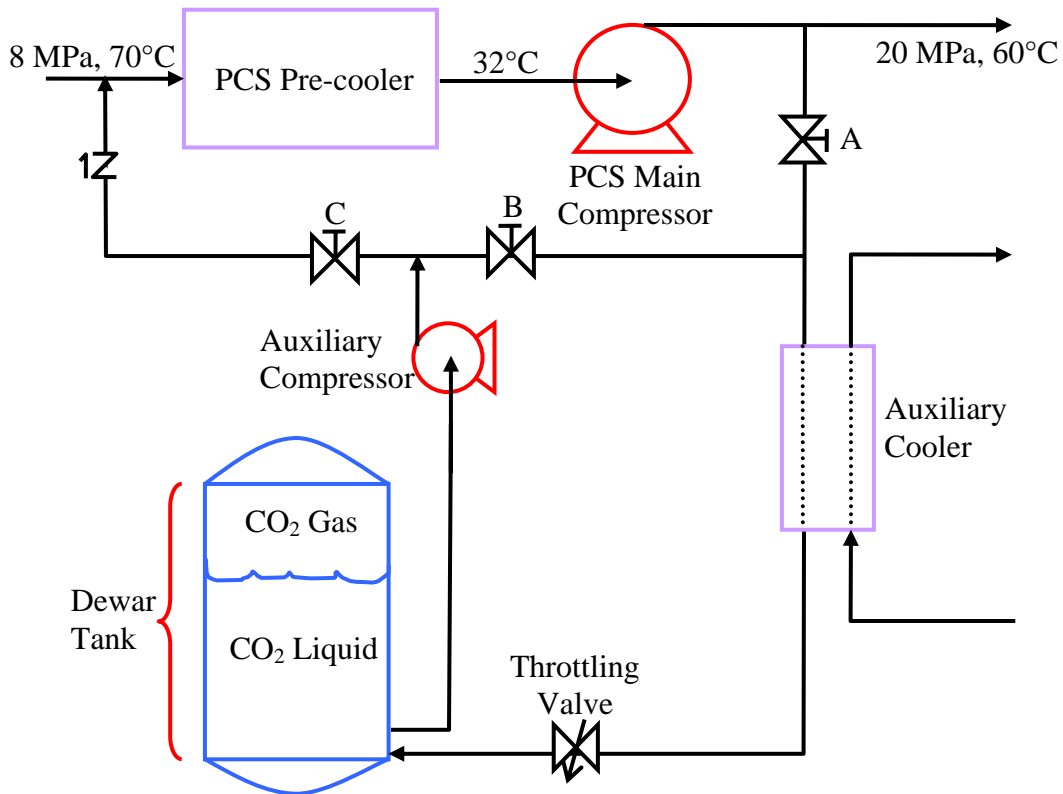 8 MPa, 70°C
PCS Pre-cooler
32°C
20 MPa, 60°C
A
PCS Main
Compressor
C
B
Auxiliary
Compressor
Auxiliary
Cooler
CO₂ Gas
Dewar
Tank
CO₂ Liquid
Throttling
Valve